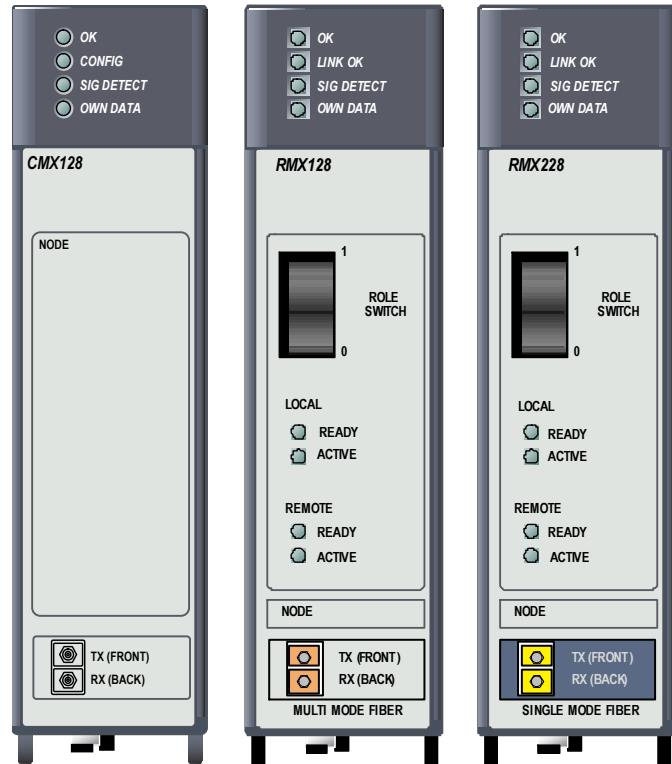 OK
CONFIG
SIG DETECT
OWN DATA
CMX128
NODE
TX (FRONT)
RX (BACK)
OK
LINK OK
SIG DETECT
OWN DATA
RMX128
1
ROLE
SWITCH
0
LOCAL
READY
ACTIVE
REMOTE
READY
ACTIVE
NODE
TX (FRONT)
RX (BACK)
MULTI MODE FIBER
OK
LINK OK
SIG DETECT
OWN DATA
RMX228
1
ROLE
SWITCH
0
LOCAL
READY
ACTIVE
REMOTE
READY
ACTIVE
NODE
TX (FRONT)
RX (BACK)
SINGLE MODE FIBER